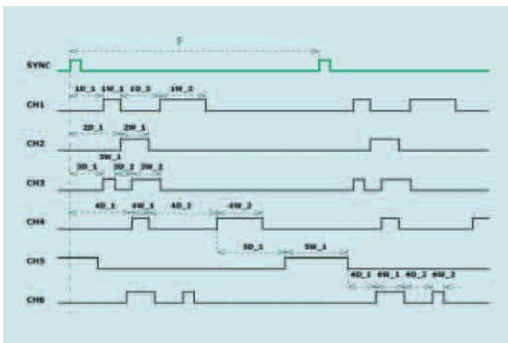 P
SYNC
1D_1 1W_1 1D_2 1W_2
CH1
2D_1 2W_1
CH2
3W_1
3D_1 3D_2 3W_2
CH3
4D_1 4W_1 4D_2 4W_2
CH4
5D_1 5W_1
CH5
6D_1 6W_1 6D_2 6W_2
CH6